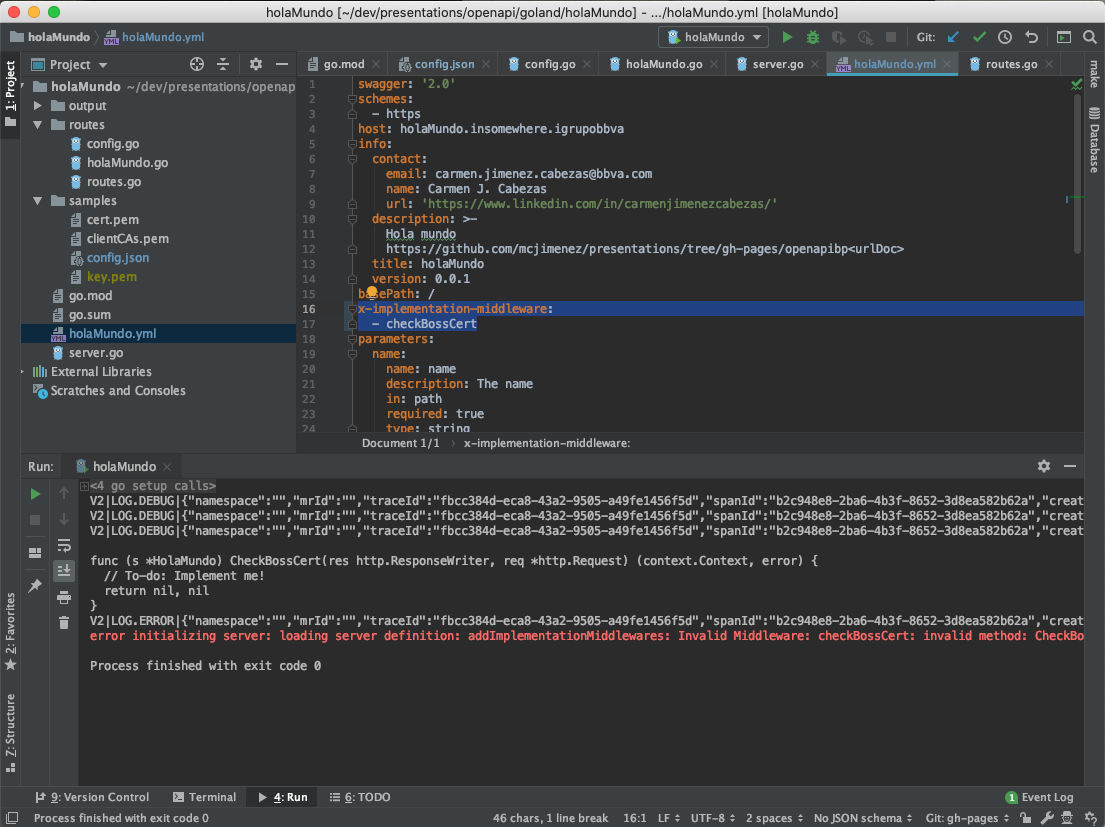 holaMundo [~/dev/presentations/openapi/goland/holaMundo] - .../holaMundo.yml [holaMundo]
holaMundo holaMundo.yml holaMundo Git:
Project go.mod config.json config.go holaMundo.go server.go holaMundo.yml routes.go
1: Project
make
Database
holaMundo ~/dev/presentations/openap
output
routes
config.go
holaMundo.go
routes.go
samples
cert.pem
clientCAs.pem
config.json
key.pem
go.mod
go.sum
holaMundo.yml
server.go
External Libraries
Scratches and Consoles
1 swagger: '2.0'
2 schemes:
3 - https
4 host: holaMundo.insomewhere.igrupobbva
5 info:
6 contact:
7 email: carmen.jimenez.cabezas@bbva.com
8 name: Carmen J. Cabezas
9 url: 'https://www.linkedin.com/in/carmenjimenezcabezas/'
10 description: >-
11 Hola mundo
12 https://github.com/mcjimenez/presentations/tree/gh-pages/openapibp<urlDoc>
13 title: holaMundo
14 version: 0.0.1
15 basePath: /
16 x-implementation-middleware:
17 - checkBossCert
18 parameters:
19 name:
20 name: name
21 description: The name
22 in: path
23 required: true
24 type: string
Document 1/1 › x-implementation-middleware:
Run: holaMundo
<4 go setup calls>
V2|LOG.DEBUG|{"namespace":"","mrId":"","traceId":"fbcc384d-eca8-43a2-9505-a49fe1456f5d","spanId":"b2c948e8-2ba6-4b3f-8652-3d8ea582b62a","creat
V2|LOG.DEBUG|{"namespace":"","mrId":"","traceId":"fbcc384d-eca8-43a2-9505-a49fe1456f5d","spanId":"b2c948e8-2ba6-4b3f-8652-3d8ea582b62a","creat
V2|LOG.DEBUG|{"namespace":"","mrId":"","traceId":"fbcc384d-eca8-43a2-9505-a49fe1456f5d","spanId":"b2c948e8-2ba6-4b3f-8652-3d8ea582b62a","creat
func (s *HolaMundo) CheckBossCert(res http.ResponseWriter, req *http.Request) (context.Context, error) {
// To-do: Implement me!
return nil, nil
}
V2|LOG.ERROR|{"namespace":"","mrId":"","traceId":"fbcc384d-eca8-43a2-9505-a49fe1456f5d","spanId":"b2c948e8-2ba6-4b3f-8652-3d8ea582b62a","creat
error initializing server: loading server definition: addImplementationMiddlewares: Invalid Middleware: checkBossCert: invalid method: CheckBo
Process finished with exit code 0
2: Favorites
Z: Structure
9: Version Control Terminal 4: Run 6: TODO 1 Event Log
Process finished with exit code 0 46 chars, 1 line break 16:1 LF UTF-8 2 spaces No JSON schema Git: gh-pages